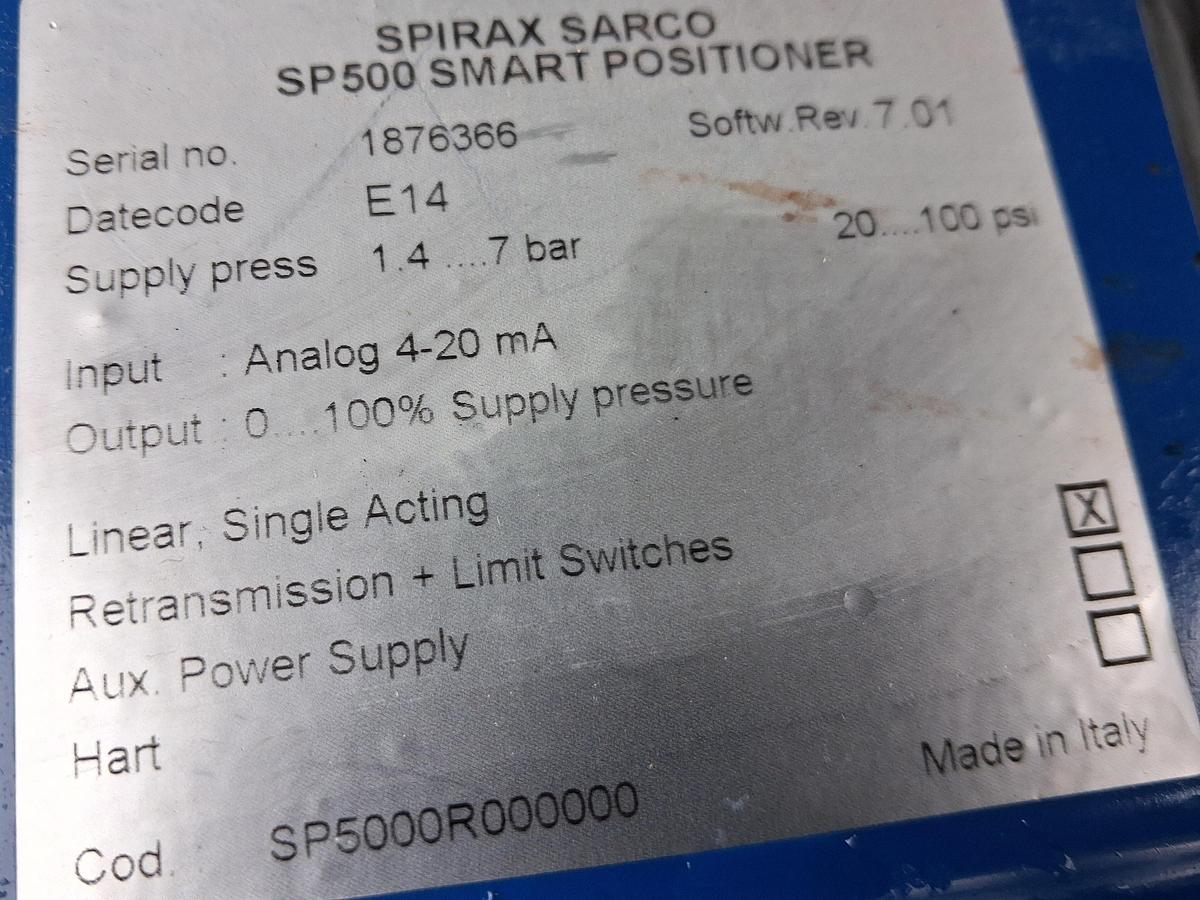 SPIRAX SARCO
SP500 SMART POSITIONER
Serial no. 1876366 Softw.Rev.7.01
Datecode E14
Supply press 1.4 ....7 bar 20....100 psi
Input : Analog 4-20 mA
Output : 0....100% Supply pressure
Linear, Single Acting
Retransmission + Limit Switches X
Aux. Power Supply
Hart
Made in Italy
Cod. SP5000R000000